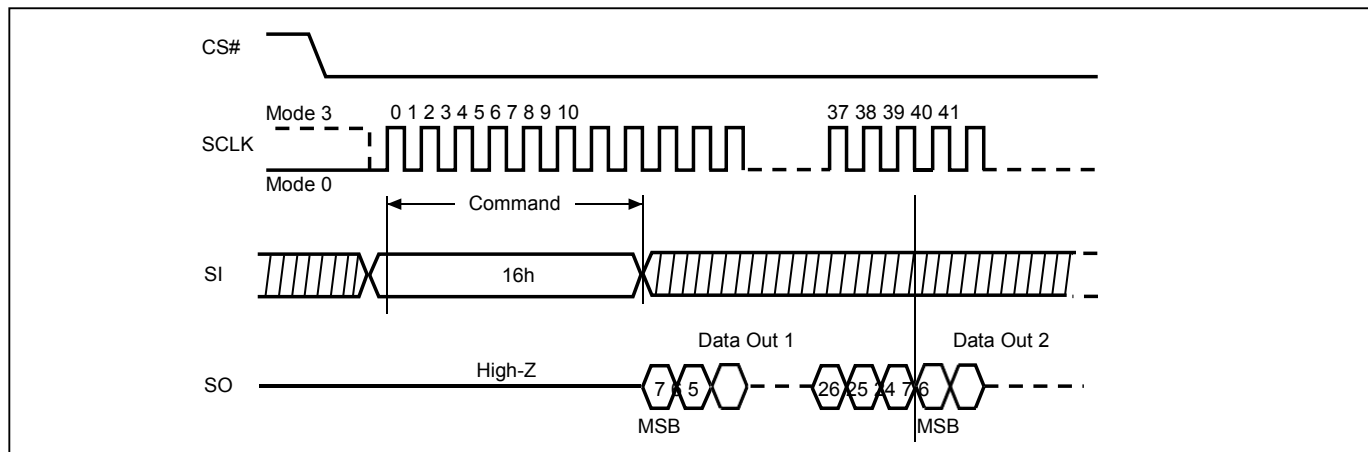 CS#
Mode 3
0 1 2 3 4 5 6 7 8 9 10
37 38 39 40 41
SCLK
Mode 0
Command
SI
16h
Data Out 1
Data Out 2
High-Z
SO
7 6 5
26 25 24 7 6
MSB
MSB